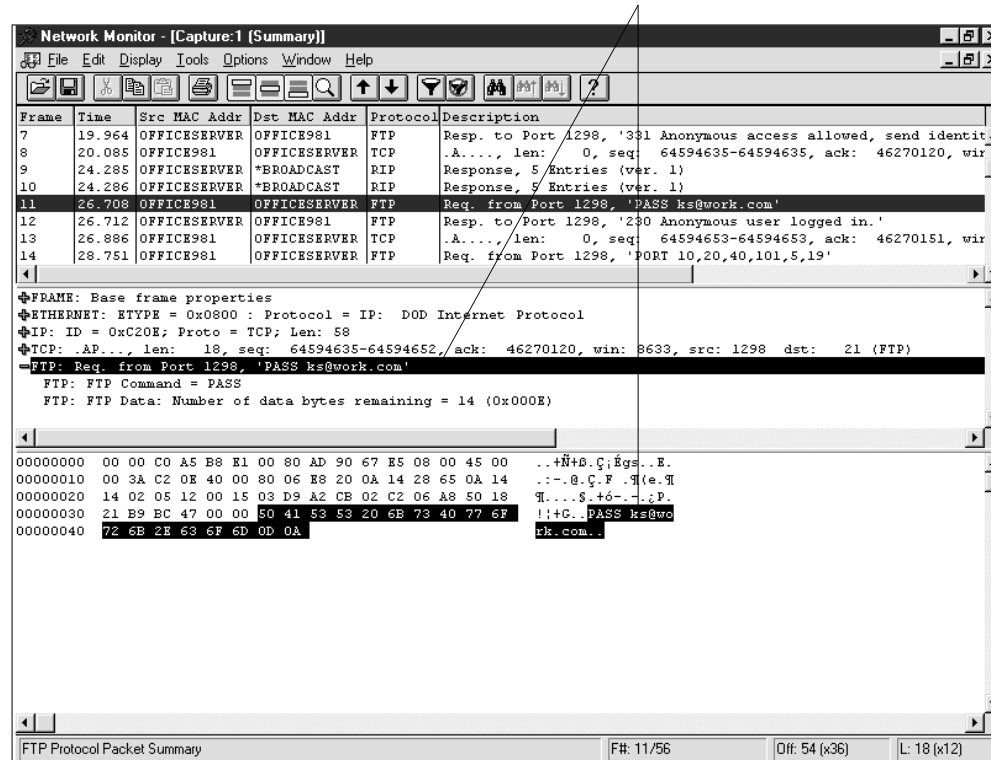 Network Monitor - [Capture:1 (Summary)]
File Edit Display Tools Options Window Help
Frame Time Src MAC Addr Dst MAC Addr Protocol Description
7 19.964 OFFICESERVER OFFICE981 FTP Resp. to Port 1298, '331 Anonymous access allowed, send identit
8 20.085 OFFICE981 OFFICESERVER TCP .A...., len: 0, seq: 64594635-64594635, ack: 46270120, win
9 24.285 OFFICESERVER *BROADCAST RIP Response, 5 Entries (ver. 1)
10 24.286 OFFICESERVER *BROADCAST RIP Response, 5 Entries (ver. 1)
11 26.708 OFFICE981 OFFICESERVER FTP Req. from Port 1298, 'PASS ks@work.com'
12 26.712 OFFICESERVER OFFICE981 FTP Resp. to Port 1298, '230 Anonymous user logged in.'
13 26.886 OFFICE981 OFFICESERVER TCP .A...., len: 0, seq: 64594653-64594653, ack: 46270151, win
14 28.751 OFFICE981 OFFICESERVER FTP Req. from Port 1298, 'PORT 10,20,40,101,5,19'
FRAME: Base frame properties
ETHERNET: ETYPE = 0x0800 : Protocol = IP: DOD Internet Protocol
IP: ID = 0xC20E; Proto = TCP; Len: 58
TCP: .AP..., len: 18, seq: 64594635-64594652, ack: 46270120, win: 8633, src: 1298 dst: 21 (FTP)
FTP: Req. from Port 1298, 'PASS ks@work.com'
FTP: FTP Command = PASS
FTP: FTP Data: Number of data bytes remaining = 14 (0x000E)
00000000 00 00 C0 A5 B8 E1 00 80 AD 90 67 E5 08 00 45 00 ..+Ñ+ß.Ç¡Égs..E.
00000010 00 3A C2 0E 40 00 80 06 E8 20 0A 14 28 65 0A 14 .:-.@.Ç.F .¶(e.¶
00000020 14 02 05 12 00 15 03 D9 A2 CB 02 C2 06 A8 50 18 ¶....$.+ó-.-.¿P.
00000030 21 B9 BC 47 00 00 50 41 53 53 20 6B 73 40 77 6F !¦+G..PASS ks@wo
00000040 72 6B 2E 63 6F 6D 0D 0A rk.com..
FTP Protocol Packet Summary F#: 11/56 Off: 54 (x36) L: 18 (x12)